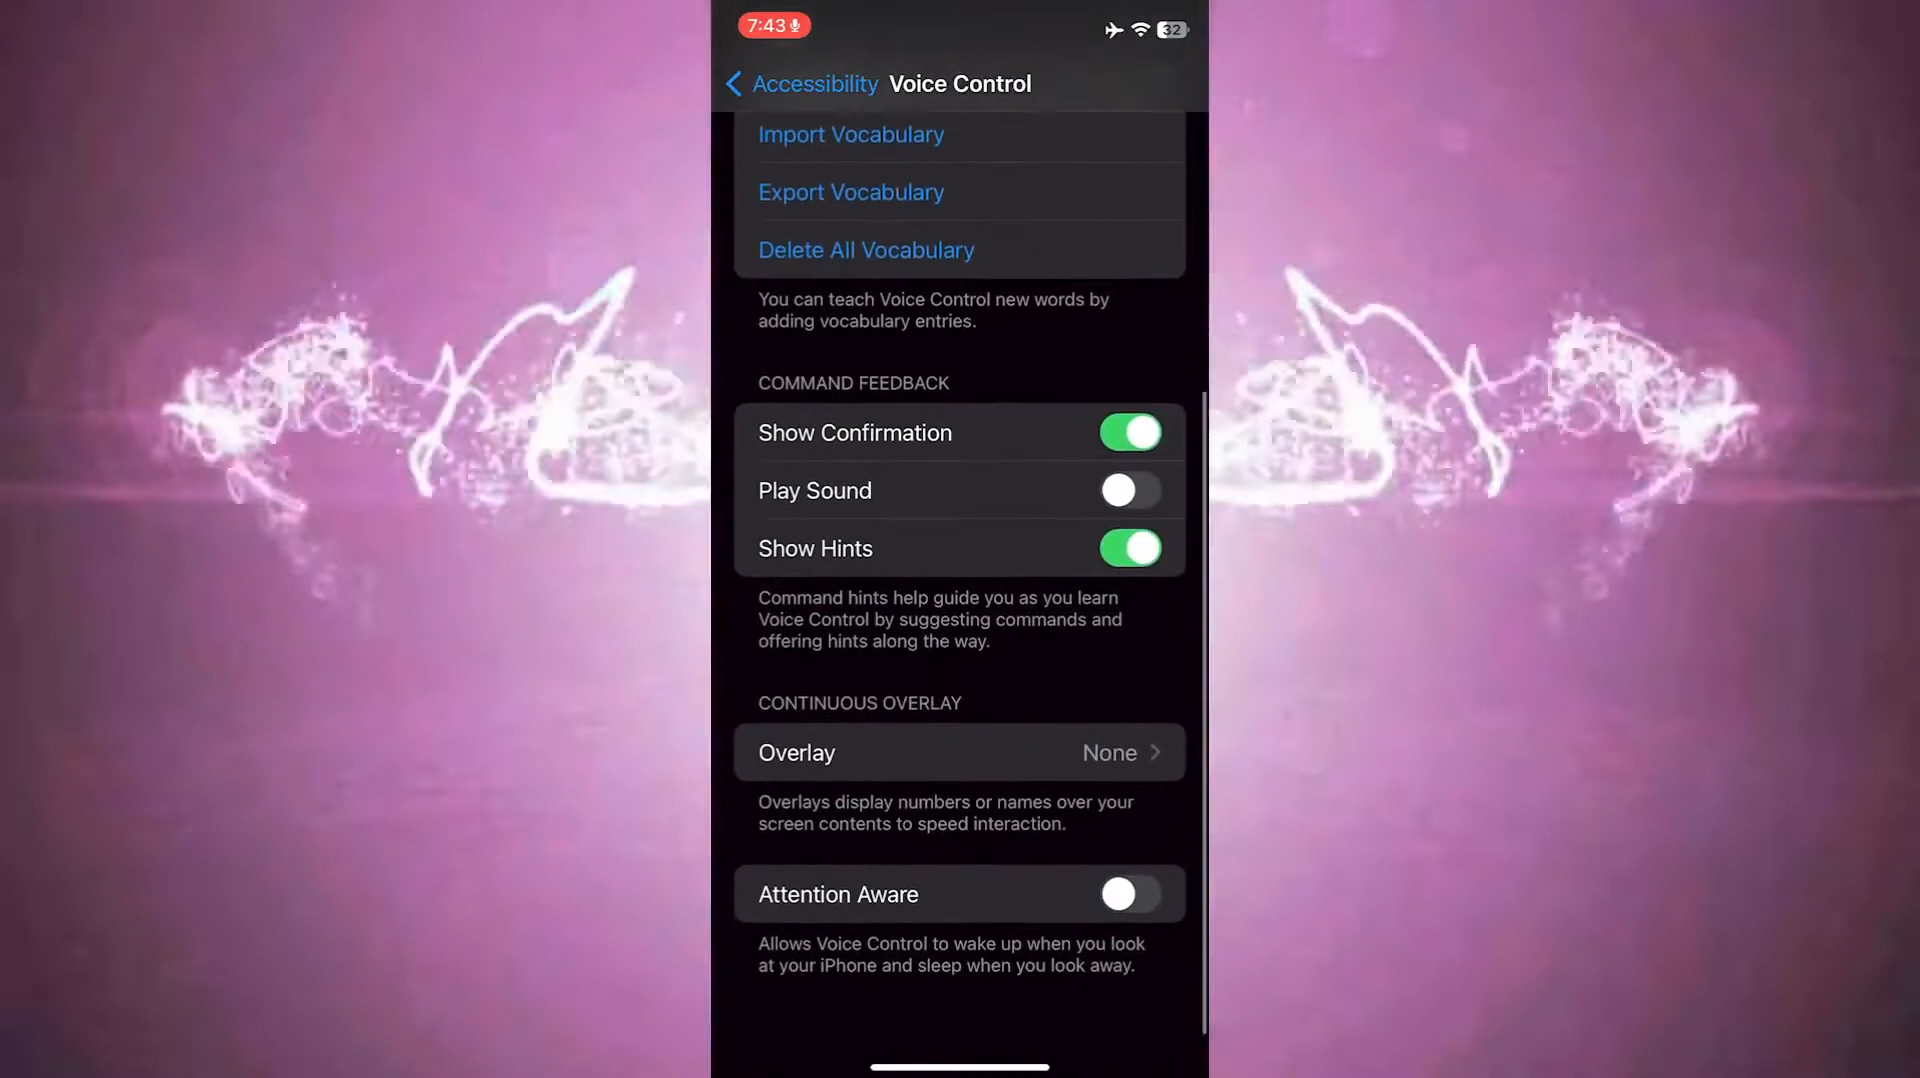 7:43
32
Accessibility Voice Control
Import Vocabulary
Export Vocabulary
Delete All Vocabulary
You can teach Voice Control new words by
adding vocabulary entries.
COMMAND FEEDBACK
Show Confirmation
Play Sound
Show Hints
Command hints help guide you as you learn
Voice Control by suggesting commands and
offering hints along the way.
CONTINUOUS OVERLAY
Overlay None
Overlays display numbers or names over your
screen contents to speed interaction.
Attention Aware
Allows Voice Control to wake up when you look
at your iPhone and sleep when you look away.